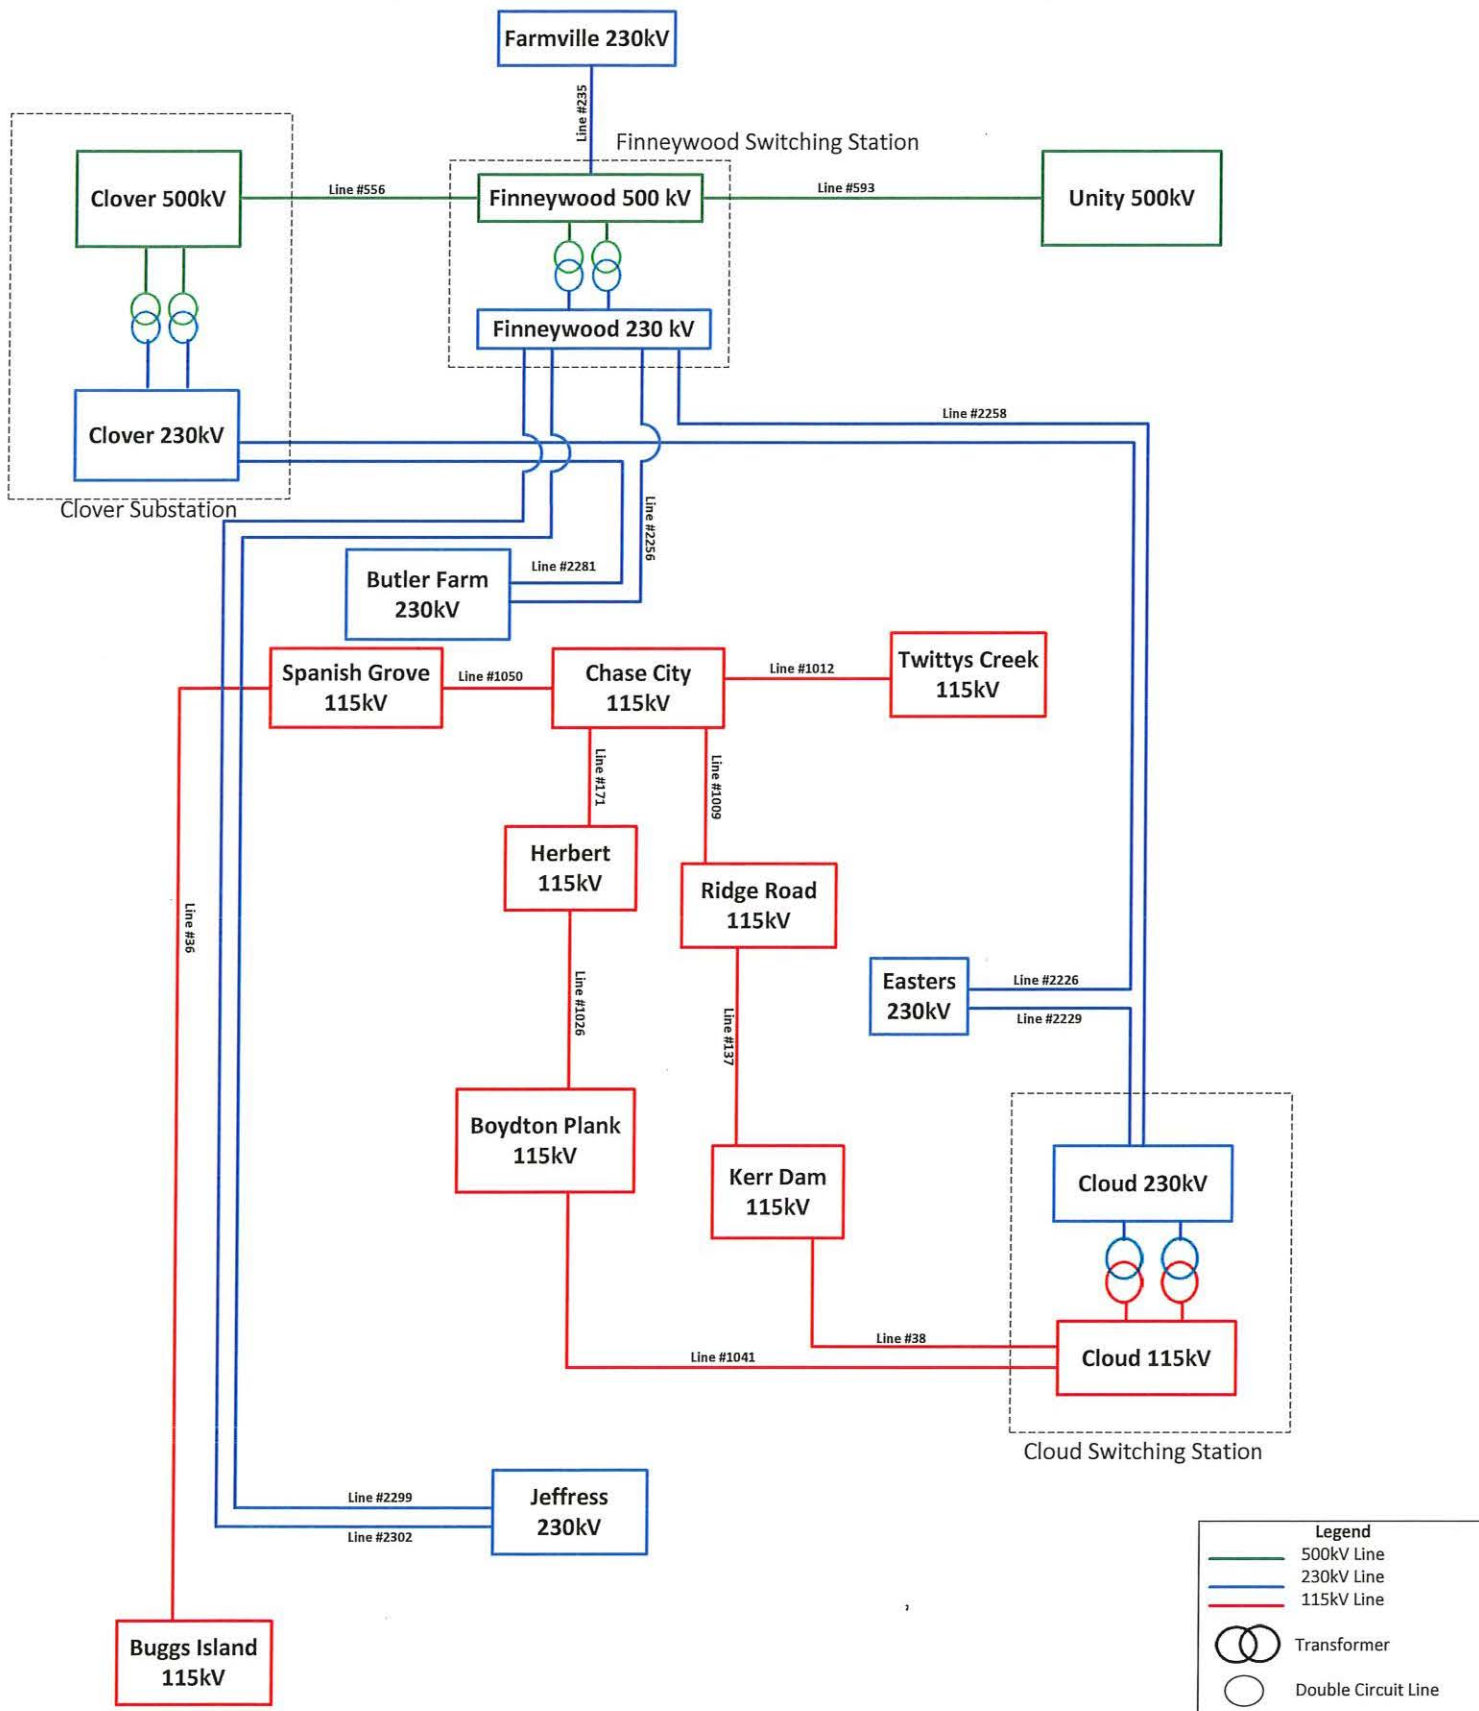 Farmville 230kV
Line #235
Finneywood Switching Station
Clover 500kV
Line #556
Finneywood 500 kV
Line #593
Unity 500kV
Finneywood 230 kV
Clover 230kV
Line #2258
Clover Substation
Line #2256
Butler Farm
230kV
Line #2281
Spanish Grove
115kV
Line #1050
Chase City
115kV
Line #1012
Twittys Creek
115kV
Line #171
Line #1009
Herbert
115kV
Ridge Road
115kV
Line #36
Line #1026
Line #137
Easters
230kV
Line #2226
Line #2229
Boydton Plank
115kV
Kerr Dam
115kV
Cloud 230kV
Line #38
Line #1041
Cloud 115kV
Cloud Switching Station
Line #2299
Line #2302
Jeffress
230kV
Buggs Island
115kV
Legend
500kV Line
230kV Line
115kV Line
Transformer
Double Circuit Line